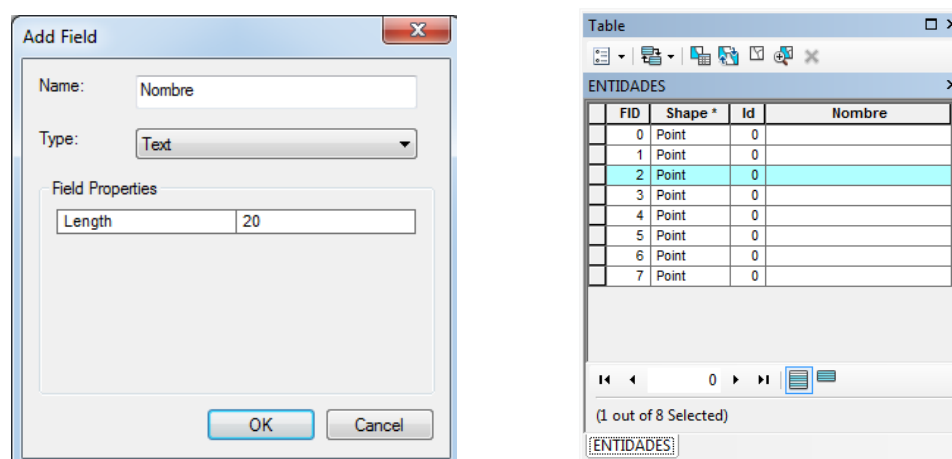 Add Field
Name: Nombre
Type: Text
Field Properties
Length 20
OK Cancel
Table
ENTIDADES
FID Shape * Id Nombre
0 Point 0
1 Point 0
2 Point 0
3 Point 0
4 Point 0
5 Point 0
6 Point 0
7 Point 0
0
(1 out of 8 Selected)
ENTIDADES